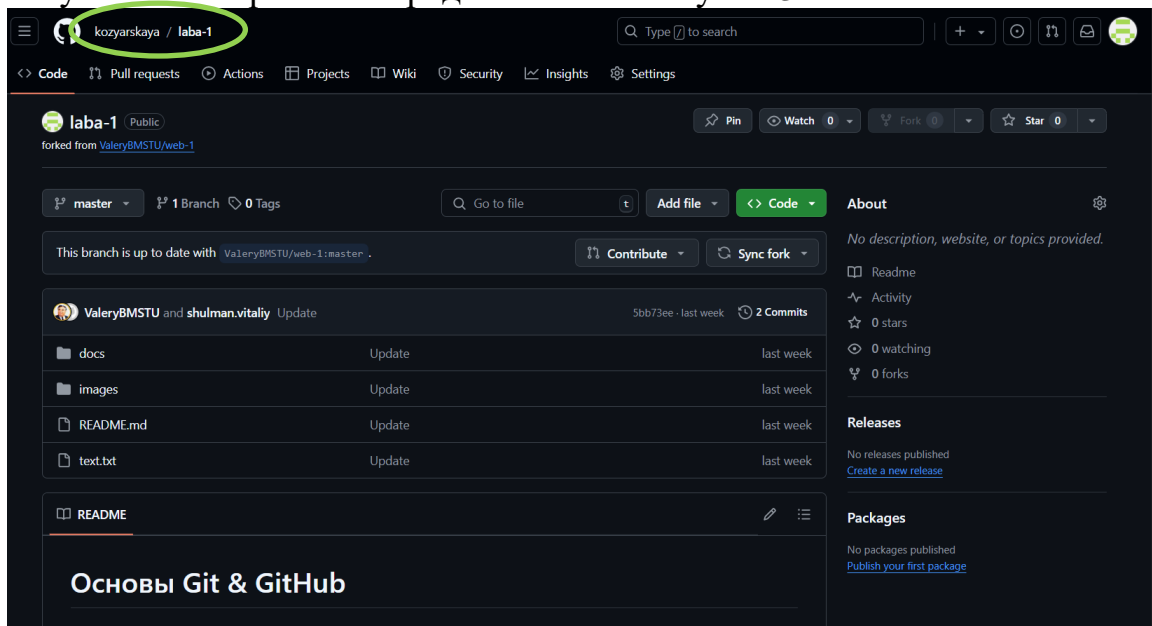 kozyarskaya / laba-1
Type / to search
Code Pull requests Actions Projects Wiki Security Insights Settings
laba-1 Public
Pin Watch 0 Fork 0 Star 0
forked from ValeryBMSTU/web-1
master 1 Branch 0 Tags
Go to file t Add file Code
About
No description, website, or topics provided.
This branch is up to date with ValeryBMSTU/web-1:master .
Contribute Sync fork
Readme
Activity
0 stars
0 watching
0 forks
ValeryBMSTU and shulman.vitaliy Update 5bb73ee · last week 2 Commits
docs Update last week
images Update last week
README.md Update last week
text.txt Update last week
Releases
No releases published
Create a new release
README
Packages
No packages published
Publish your first package
Основы Git & GitHub